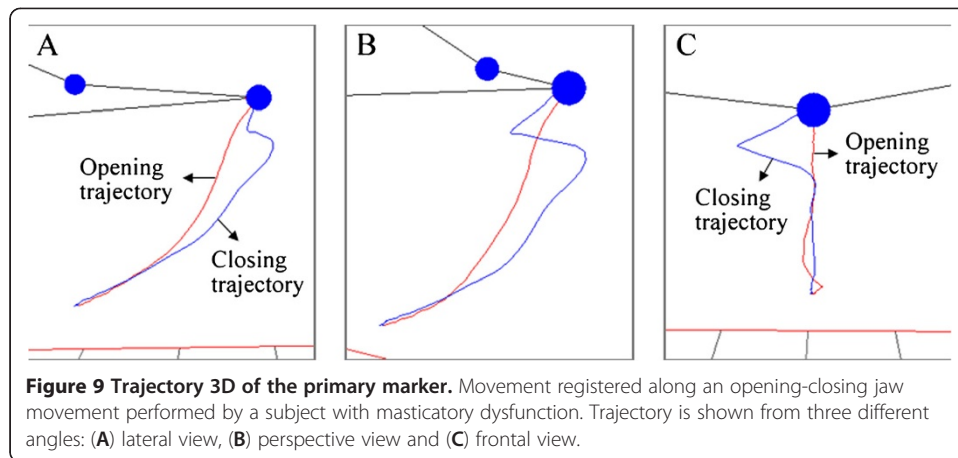 A
B
C
Opening
trajectory
Closing
trajectory
Opening
trajectory
Closing
trajectory
Figure 9 Trajectory 3D of the primary marker. Movement registered along an opening-closing jaw
movement performed by a subject with masticatory dysfunction. Trajectory is shown from three different
angles: (A) lateral view, (B) perspective view and (C) frontal view.